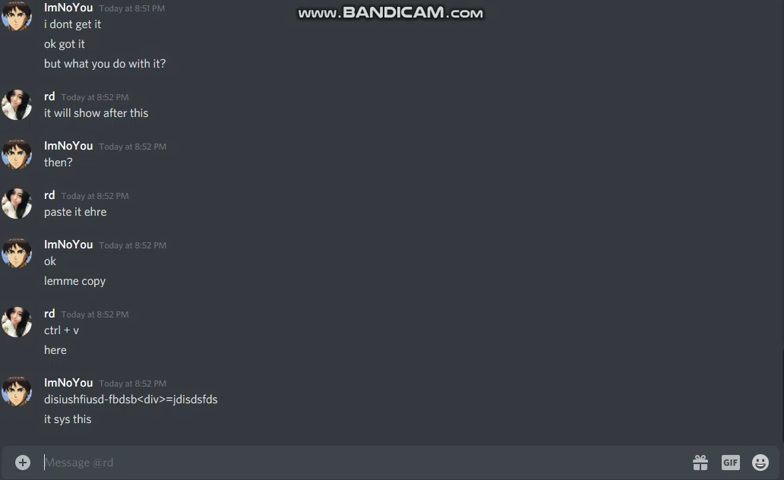 www.BANDICAM.com
ImNoYou Today at 8:51 PM
i dont get it
ok got it
but what you do with it?
rd Today at 8:52 PM
it will show after this
ImNoYou Today at 8:52 PM
then?
rd Today at 8:52 PM
paste it ehre
ImNoYou Today at 8:52 PM
ok
lemme copy
rd Today at 8:52 PM
ctrl + v
here
ImNoYou Today at 8:52 PM
disiushfiusd-fbdsb<div>=jdisdsfds
it sys this
Message @rd
GIF